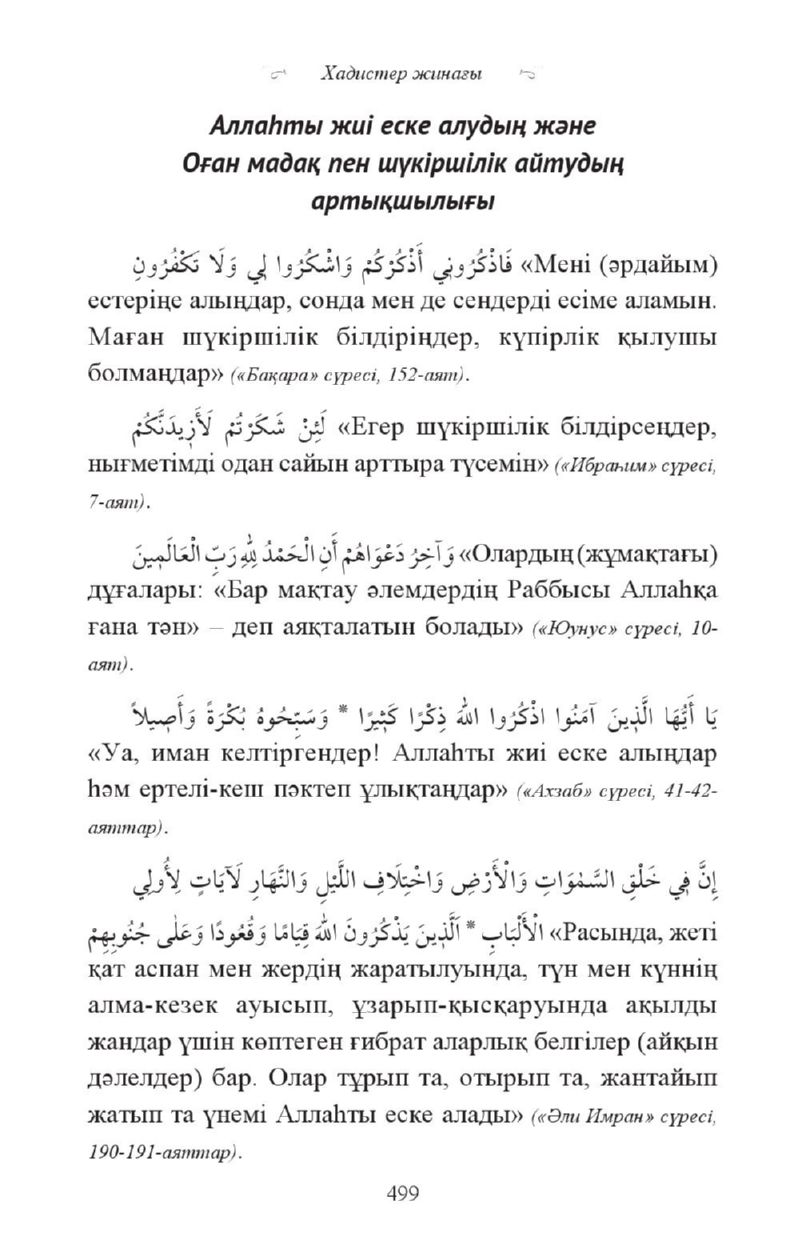 Хадистер жинағы
Аллаһты жиі еске алудың және
Оған мадақ пен шүкіршілік айтудың
артықшылығы
فَاذْكُرُونِي أَذْكُرْكُمْ وَاشْكُرُوا لِي وَلَا تَكْفُرُونِ «Мені (әрдайым)
естеріңе алыңдар, сонда мен де сендерді есіме аламын.
Маған шүкіршілік білдіріңдер, күпірлік қылушы
болмаңдар» («Бақара» сүресі, 152-аят).
لَئِنْ شَكَرْتُمْ لَأَزِيدَنَّكُمْ «Егер шүкіршілік білдірсеңдер,
нығметімді одан сайын арттыра түсемін» («Ибраһим» сүресі,
7-аят).
وَآخِرُ دَعْوَاهُمْ أَنِ الْحَمْدُ لِلّٰهِ رَبِّ الْعَالَمِينَ «Олардың (жұмақтағы)
дұғалары: «Бар мақтау әлемдердің Раббысы Аллаһқа
ғана тән» – деп аяқталатын болады» («Юунус» сүресі, 10-
аят).
يَا أَيُّهَا الَّذِينَ آمَنُوا اذْكُرُوا اللّٰهَ ذِكْرًا كَثِيرًا * وَسَبِّحُوهُ بُكْرَةً وَأَصِيلاً
«Уа, иман келтіргендер! Аллаһты жиі еске алыңдар
һәм ертелі-кеш пәктеп ұлықтаңдар» («Ахзаб» сүресі, 41-42-
аяттар).
إِنَّ فِي خَلْقِ السَّمٰوَاتِ وَالْأَرْضِ وَاخْتِلَافِ اللَّيْلِ وَالنَّهَارِ لَآيَاتٍ لِأُولِي
الْأَلْبَابِ * اَلَّذِينَ يَذْكُرُونَ اللّٰهَ قِيَامًا وَقُعُودًا وَعَلٰى جُنُوبِهِمْ «Расында, жеті
қат аспан мен жердің жаратылуында, түн мен күннің
алма-кезек ауысып, ұзарып-қысқаруында ақылды
жандар үшін көптеген ғибрат аларлық белгілер (айқын
дәлелдер) бар. Олар тұрып та, отырып та, жантайып
жатып та үнемі Аллаһты еске алады» («Әли Имран» сүресі,
190-191-аяттар).
499